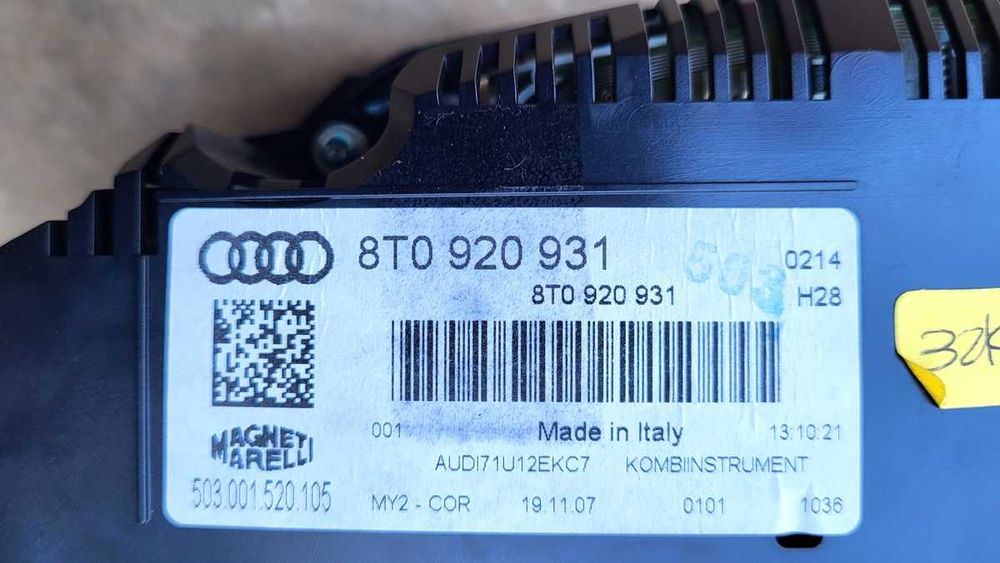 8T0 920 931
0214
8T0 920 931
H28
503
001
Made in Italy
13:10:21
MAGNETI
MARELLI
AUDI71U12EKC7 KOMBIINSTRUMENT
503.001.520.105
MY2 - COR 19.11.07 0101 1036